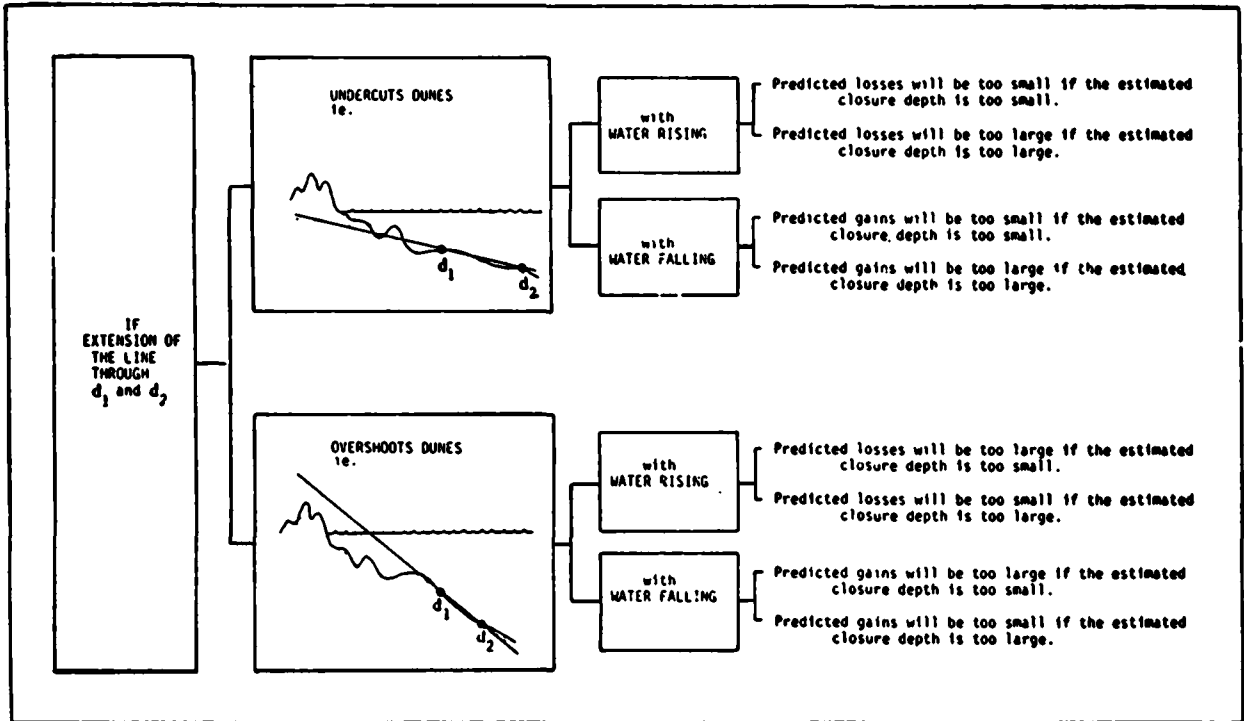 IF
EXTENSION OF
THE LINE
THROUGH
d1 and d2
UNDERCUTS DUNES
ie.
d1
d2
with
WATER RISING
Predicted losses will be too small if the estimated
closure depth is too small.
Predicted losses will be too large if the estimated
closure depth is too large.
with
WATER FALLING
Predicted gains will be too small if the estimated
closure depth is too small.
Predicted gains will be too large if the estimated
closure depth is too large.
OVERSHOOTS DUNES
ie.
d1
d2
with
WATER RISING
Predicted losses will be too large if the estimated
closure depth is too small.
Predicted losses will be too small if the estimated
closure depth is too large.
with
WATER FALLING
Predicted gains will be too large if the estimated
closure depth is too small.
Predicted gains will be too small if the estimated
closure depth is too large.